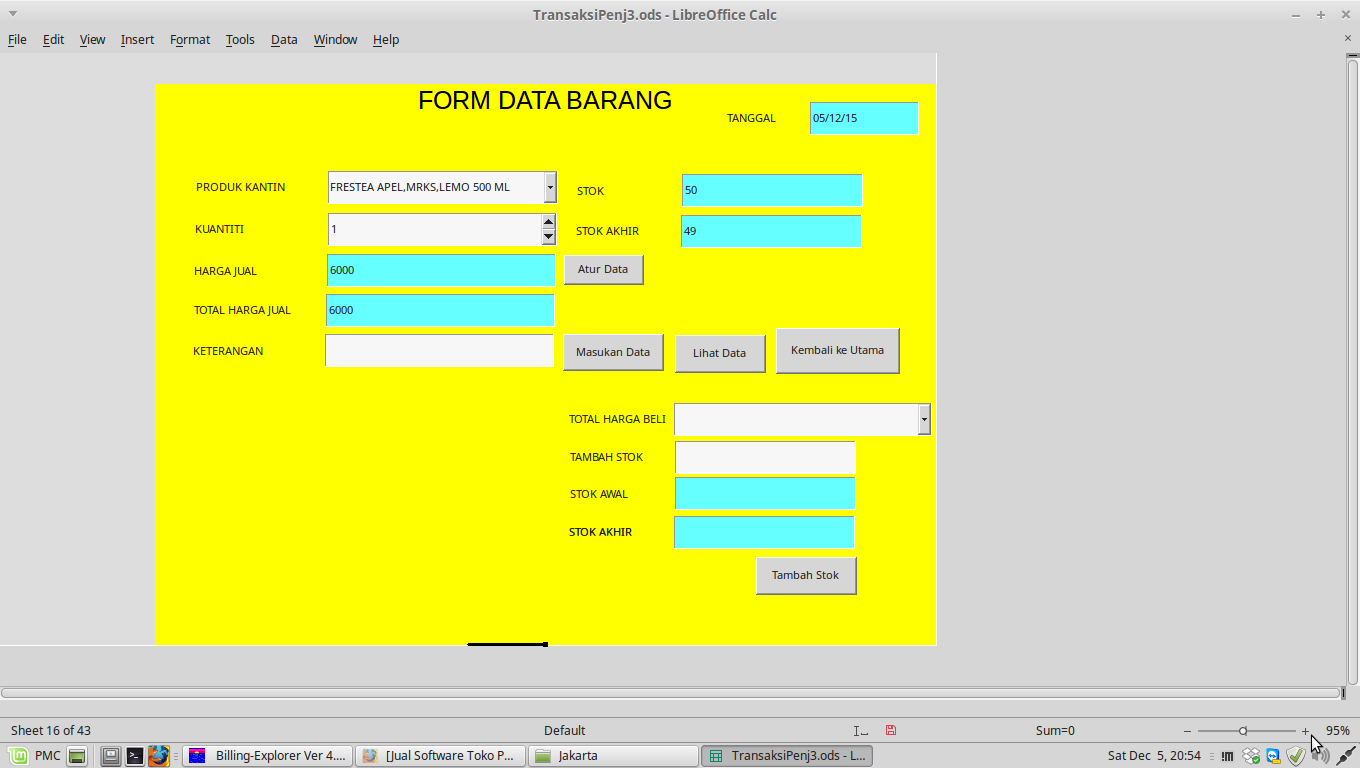 TransaksiPenj3.ods - LibreOffice Calc
File Edit View Insert Format Tools Data Window Help
FORM DATA BARANG
TANGGAL 05/12/15
PRODUK KANTIN FRESTEA APEL,MRKS,LEMO 500 ML STOK 50
KUANTITI 1 STOK AKHIR 49
HARGA JUAL 6000 Atur Data
TOTAL HARGA JUAL 6000
KETERANGAN Masukan Data Lihat Data Kembali ke Utama
TOTAL HARGA BELI
TAMBAH STOK
STOK AWAL
STOK AKHIR
Tambah Stok
Sheet 16 of 43 Default Sum=0 95%
PMC Billing-Explorer Ver 4.... [Jual Software Toko P... Jakarta TransaksiPenj3.ods - L... Sat Dec 5, 20:54